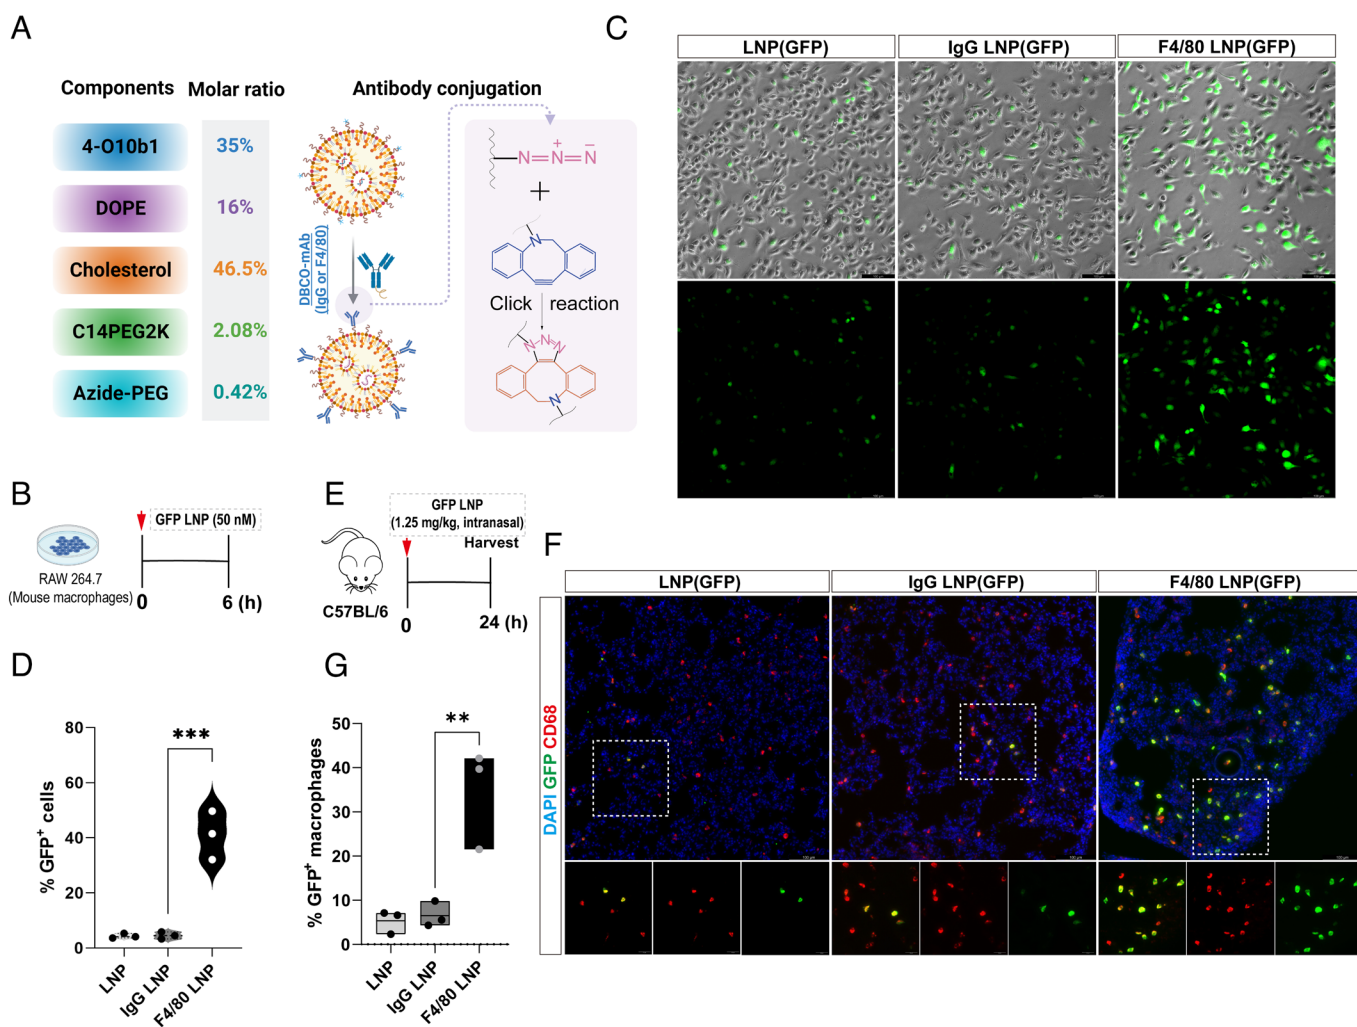 A
Components
Molar ratio
Antibody conjugation
4-O10b1
35%
DOPE
16%
Cholesterol
46.5%
C14PEG2K
2.08%
Azide-PEG
0.42%
DBCO-mAb
(IgG or F4/80)
N=N=N
+
−
+
N
Click reaction
N
N
N
N
C
LNP(GFP)
IgG LNP(GFP)
F4/80 LNP(GFP)
B
GFP LNP (50 nM)
RAW 264.7
(Mouse macrophages)
0
6 (h)
E
GFP LNP
(1.25 mg/kg, intranasal)
Harvest
C57BL/6
0
24 (h)
D
% GFP+ cells
80
60
40
20
0
***
LNP
IgG LNP
F4/80 LNP
G
% GFP+ macrophages
50
40
30
20
10
0
**
LNP
IgG LNP
F4/80 LNP
F
LNP(GFP)
IgG LNP(GFP)
F4/80 LNP(GFP)
DAPI GFP CD68